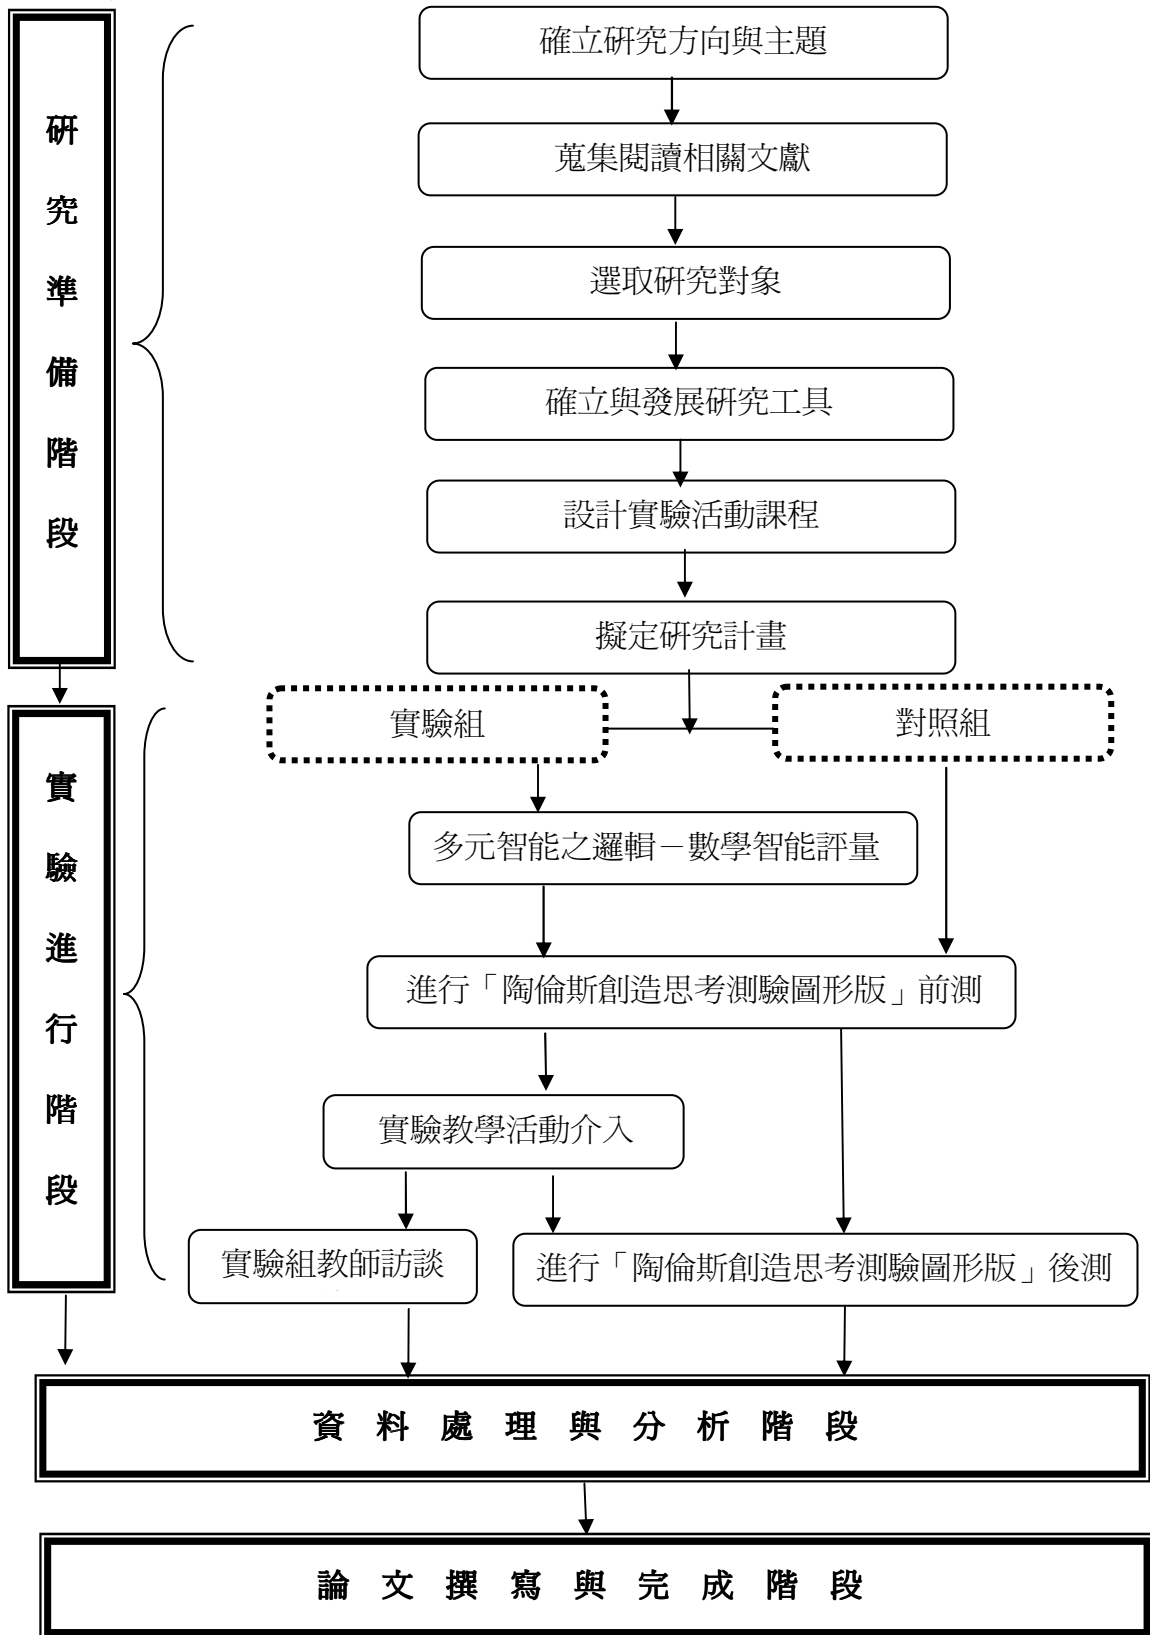 研究準備階段
確立研究方向與主題
蒐集閱讀相關文獻
選取研究對象
確立與發展研究工具
設計實驗活動課程
擬定研究計畫
實驗進行階段
實驗組
對照組
多元智能之邏輯－數學智能評量
進行「陶倫斯創造思考測驗圖形版」前測
實驗教學活動介入
實驗組教師訪談
進行「陶倫斯創造思考測驗圖形版」後測
資料處理與分析階段
論文撰寫與完成階段